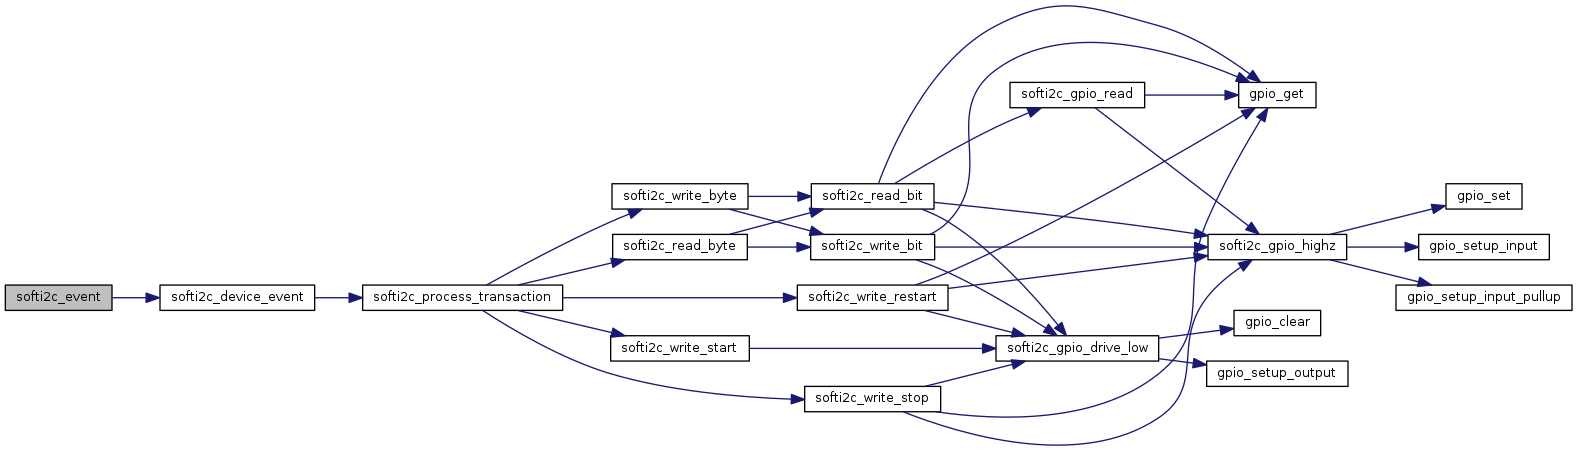 softi2c_event
softi2c_device_event
softi2c_process_transaction
softi2c_write_byte
softi2c_read_byte
softi2c_write_restart
softi2c_write_start
softi2c_write_stop
softi2c_read_bit
softi2c_write_bit
softi2c_gpio_read
softi2c_gpio_drive_low
gpio_get
softi2c_gpio_highz
gpio_clear
gpio_setup_output
gpio_set
gpio_setup_input
gpio_setup_input_pullup